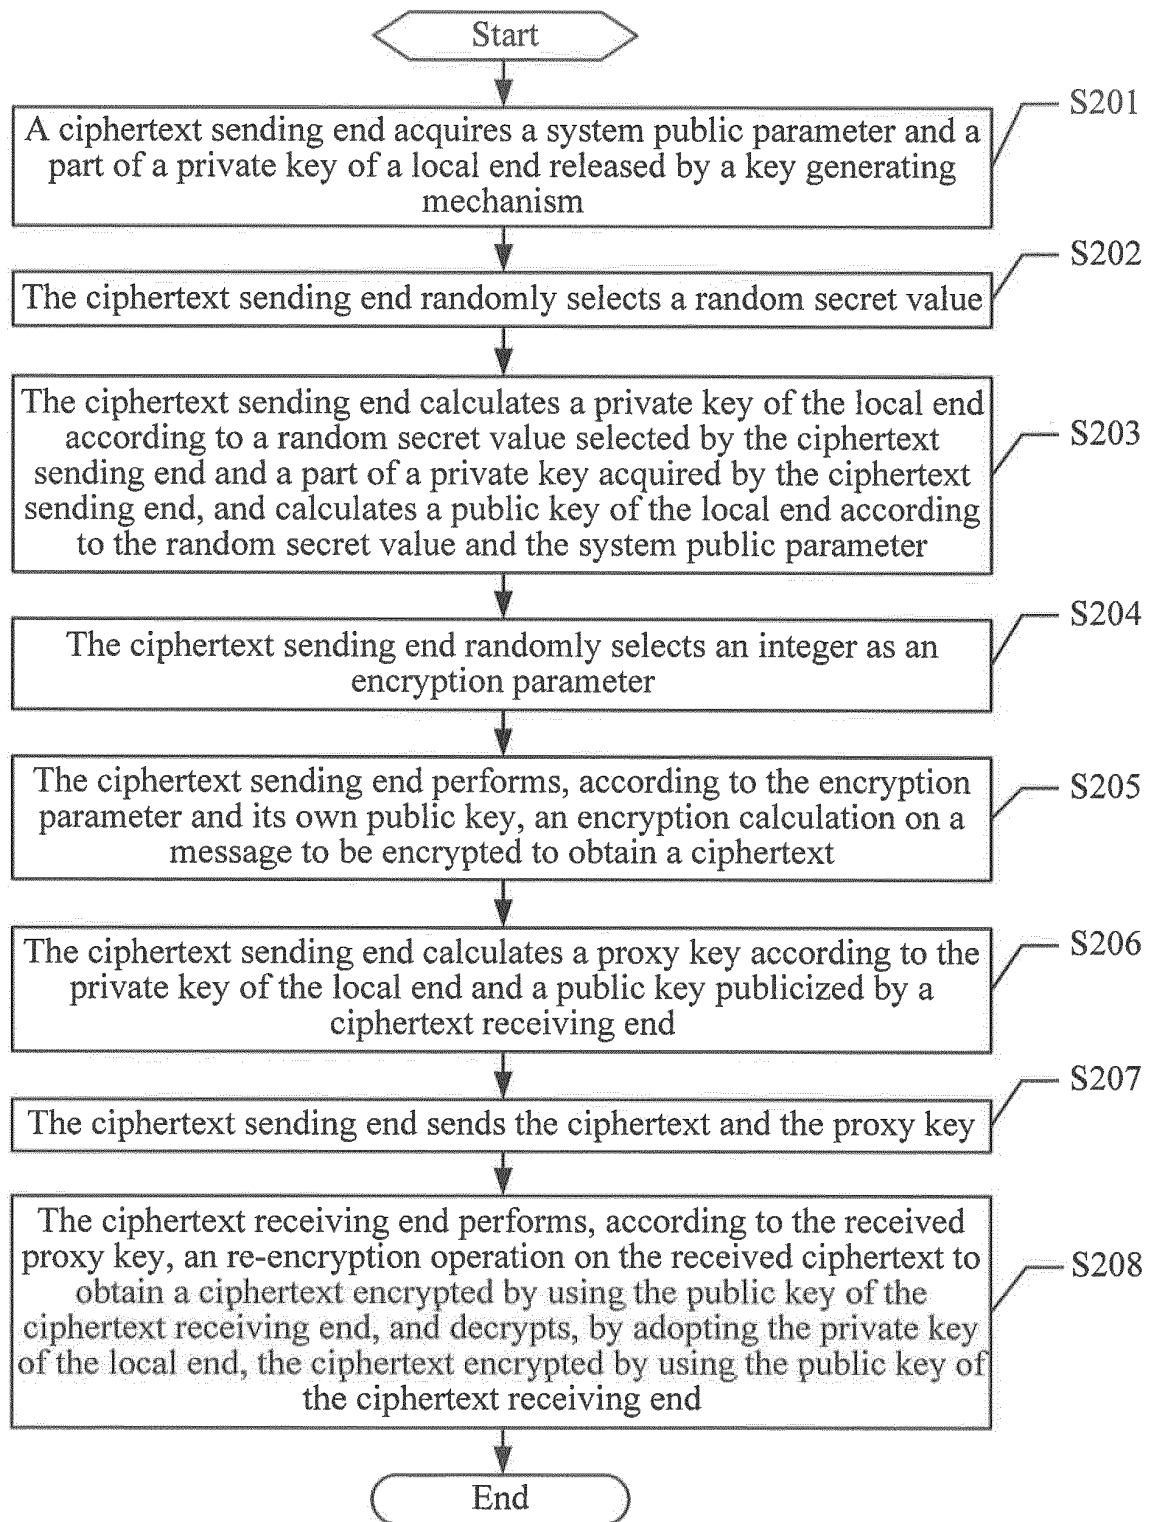 Start
S201
A ciphertext sending end acquires a system public parameter and a
part of a private key of a local end released by a key generating
mechanism
S202
The ciphertext sending end randomly selects a random secret value
The ciphertext sending end calculates a private key of the local end
according to a random secret value selected by the ciphertext
S203
sending end and a part of a private key acquired by the ciphertext
sending end, and calculates a public key of the local end according
to the random secret value and the system public parameter
S204
The ciphertext sending end randomly selects an integer as an
encryption parameter
The ciphertext sending end performs, according to the encryption
S205
parameter and its own public key, an encryption calculation on a
message to be encrypted to obtain a ciphertext
S206
The ciphertext sending end calculates a proxy key according to the
private key of the local end and a public key publicized by a
ciphertext receiving end
S207
The ciphertext sending end sends the ciphertext and the proxy key
The ciphertext receiving end performs, according to the received
proxy key, an re-encryption operation on the received ciphertext to
S208
obtain a ciphertext encrypted by using the public key of the
ciphertext receiving end, and decrypts, by adopting the private key
of the local end, the ciphertext encrypted by using the public key of
the ciphertext receiving end
End